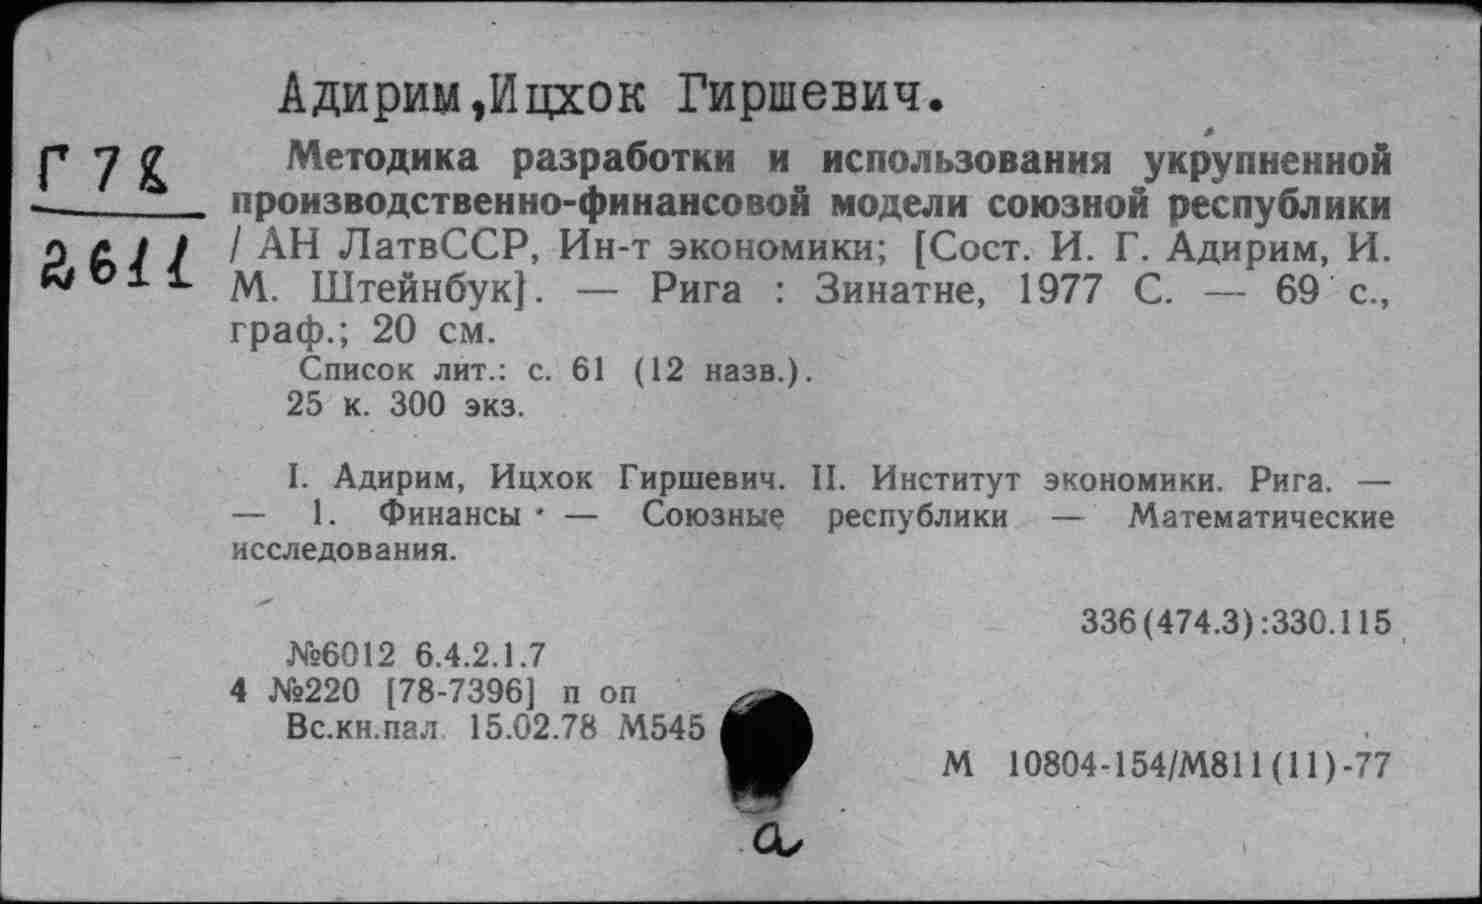 Адирим,Ицхок Гиршевич.
Г 78
2611
Методика разработки и использования укрупненной
производственно-финансовой модели союзной республики
/ АН ЛатвССР, Ин-т экономики; [Сост. И. Г. Адирим, И.
М. Штейнбук]. — Рига : Зинатне, 1977 С. — 69 с.,
граф.; 20 см.
Список лит.: с. 61 (12 назв.).
25 к. 300 экз.
I. Адирим, Ицхок Гиршевич. II. Институт экономики. Рига. —
— 1. Финансы — Союзные республики — Математические
исследования.
336(474.3):330.115
№6012 6.4.2.1.7
4 №220 [78-7396] п оп
Вс.кн.пал 15.02.78 М545
М 10804-154/М811(11)-77
а